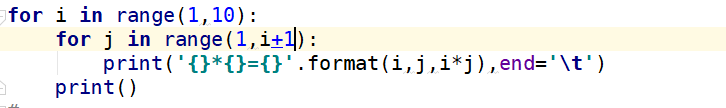 for i in range(1,10):
    for j in range(1,i+1):
        print('{}*{}={}'.format(i,j,i*j),end='\t')
    print()